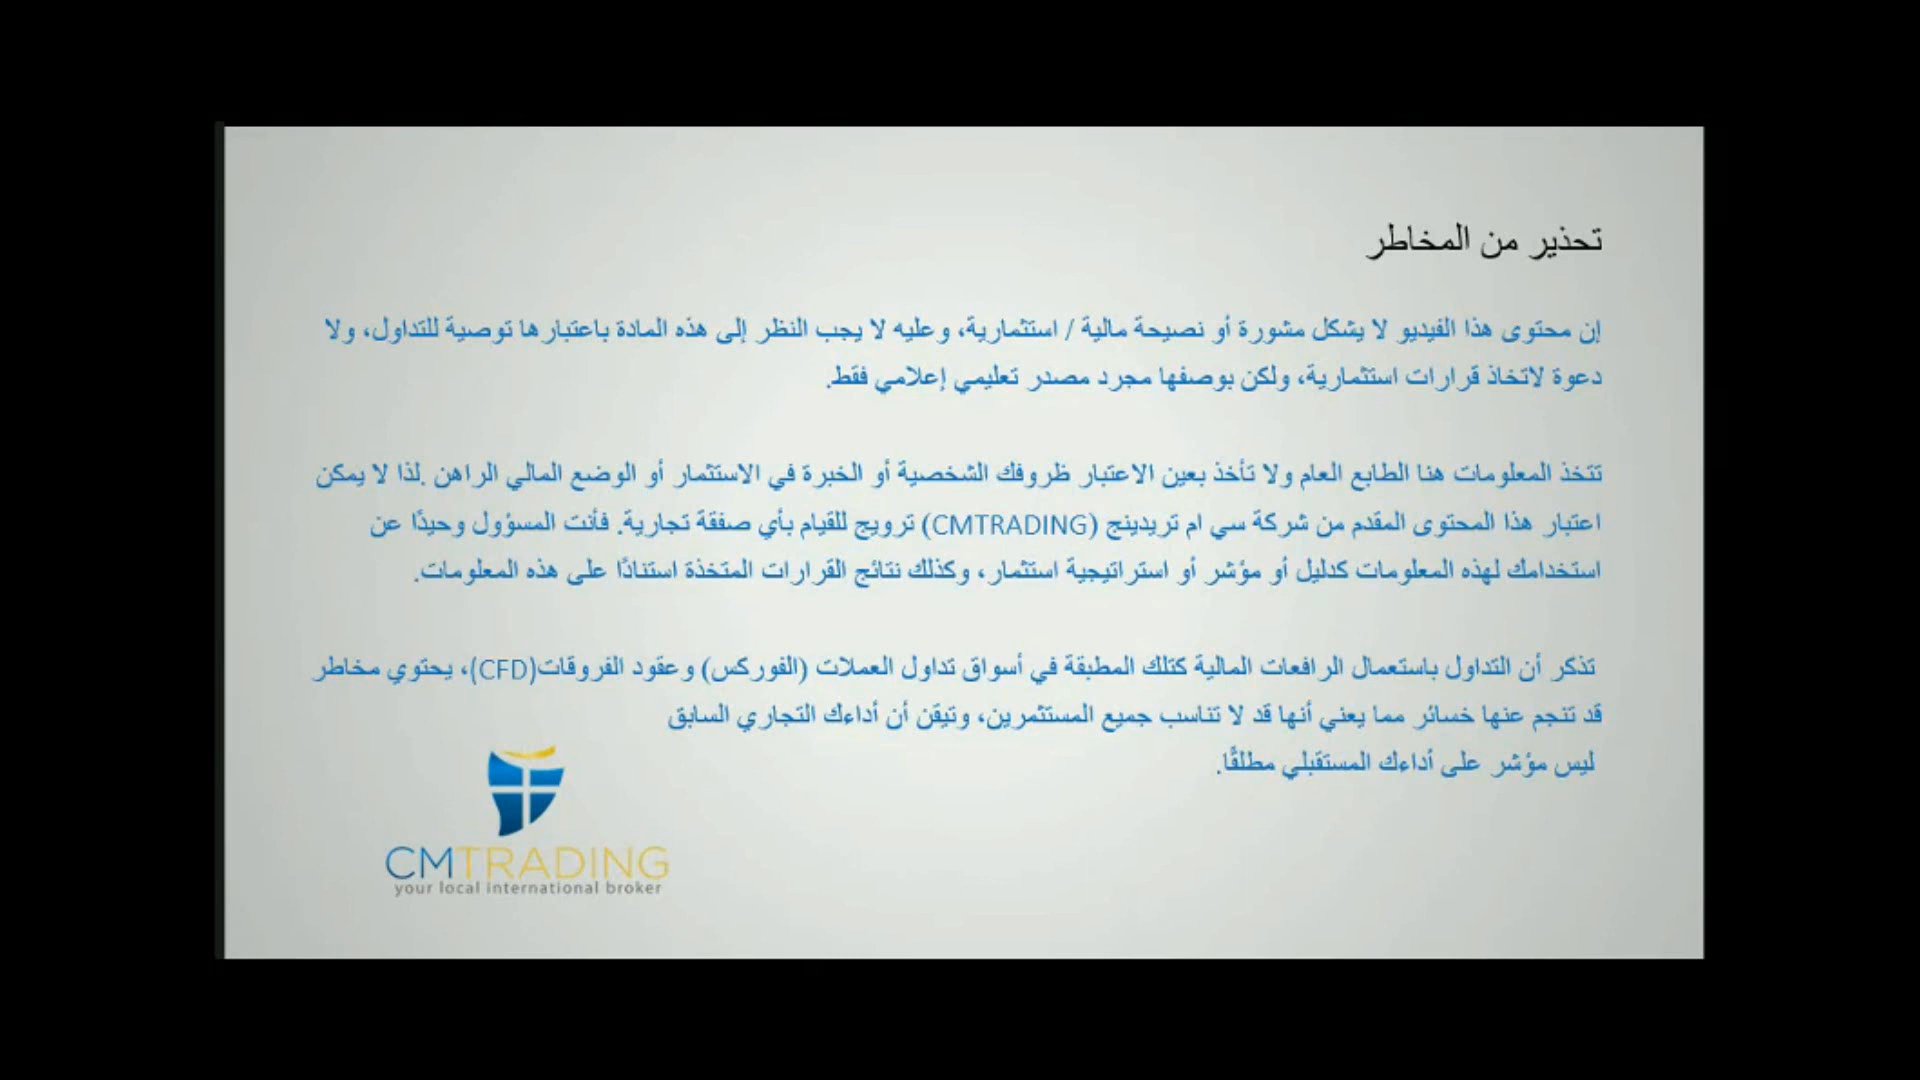 تحذير من المخاطر
إن محتوى هذا الفيديو لا يشكل مشورة أو نصيحة مالية / استثمارية، وعليه لا يجب النظر إلى هذه المادة باعتبارها توصية للتداول، ولا
دعوة لاتخاذ قرارات استثمارية، ولكن بوصفها مجرد مصدر تعليمي إعلامي فقط.
تتخذ المعلومات هنا الطابع العام ولا تأخذ بعين الاعتبار ظروفك الشخصية أو الخبرة في الاستثمار أو الوضع المالي الراهن .لذا لا يمكن
اعتبار هذا المحتوى المقدم من شركة سي ام تريدينج (CMTRADING) ترويج للقيام بأي صفقة تجارية. فأنت المسؤول وحيدًا عن
استخدامك لهذه المعلومات كدليل أو مؤشر أو استراتيجية استثمار، وكذلك نتائج القرارات المتخذة استنادًا على هذه المعلومات.
تذكر أن التداول باستعمال الرافعات المالية كتلك المطبقة في أسواق تداول العملات (الفوركس) وعقود الفروقات(CFD)، يحتوي مخاطر
قد تنجم عنها خسائر مما يعني أنها قد لا تناسب جميع المستثمرين، وتيقن أن أداءك التجاري السابق
ليس مؤشر على أداءك المستقبلي مطلقًا.
CMTRADING
your local international broker